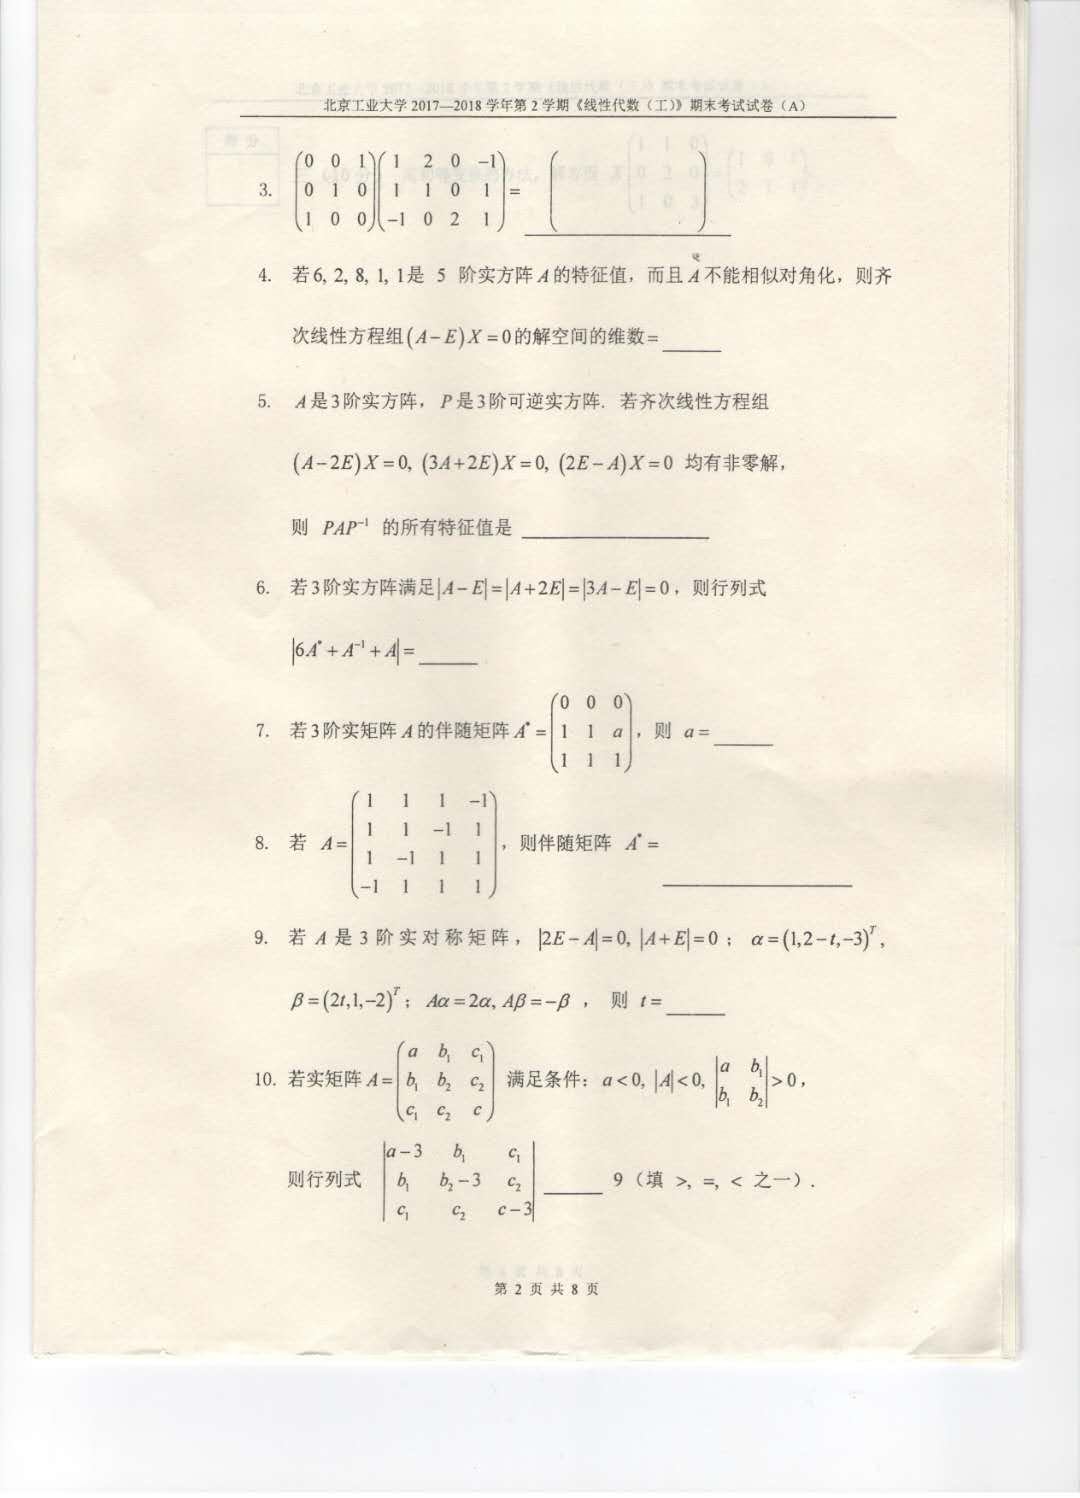 北京工业大学 2017—2018 学年第 2 学期《线性代数（工）》期末考试试卷（A）
3. \begin{pmatrix} 0 & 0 & 1 \\ 0 & 1 & 0 \\ 1 & 0 & 0 \end{pmatrix} \begin{pmatrix} 1 & 2 & 0 & -1 \\ 1 & 1 & 0 & 1 \\ -1 & 0 & 2 & 1 \end{pmatrix} = ( )
4. 若 6, 2, 8, 1, 1 是 5 阶实方阵 A 的特征值，而且 A 不能相似对角化，则齐
次线性方程组 (A-E)X=0 的解空间的维数=____
5. A 是 3 阶实方阵，P 是 3 阶可逆实方阵. 若齐次线性方程组
(A-2E)X=0, (3A+2E)X=0, (2E-A)X=0 均有非零解,
则 PAP^{-1} 的所有特征值是 ____
6. 若 3 阶实方阵满足 |A-E|=|A+2E|=|3A-E|=0，则行列式
|6A^*+A^{-1}+A|=____
7. 若 3 阶实矩阵 A 的伴随矩阵 A^*=\begin{pmatrix} 0 & 0 & 0 \\ 1 & 1 & a \\ 1 & 1 & 1 \end{pmatrix}，则 a=____
8. 若 A=\begin{pmatrix} 1 & 1 & 1 & -1 \\ 1 & 1 & -1 & 1 \\ 1 & -1 & 1 & 1 \\ -1 & 1 & 1 & 1 \end{pmatrix}，则伴随矩阵 A^*=____
9. 若 A 是 3 阶实对称矩阵，|2E-A|=0, |A+E|=0；α=(1,2-t,-3)^T,
β=(2t,1,-2)^T；Aα=2α, Aβ=-β，则 t=____
10. 若实矩阵 A=\begin{pmatrix} a & b_1 & c_1 \\ b_1 & b_2 & c_2 \\ c_1 & c_2 & c \end{pmatrix} 满足条件：a<0, |A|<0, \begin{vmatrix} a & b_1 \\ b_1 & b_2 \end{vmatrix}>0，
则行列式 \begin{vmatrix} a-3 & b_1 & c_1 \\ b_1 & b_2-3 & c_2 \\ c_1 & c_2 & c-3 \end{vmatrix} ____ 9（填 >, =, < 之一）.
第 2 页 共 8 页